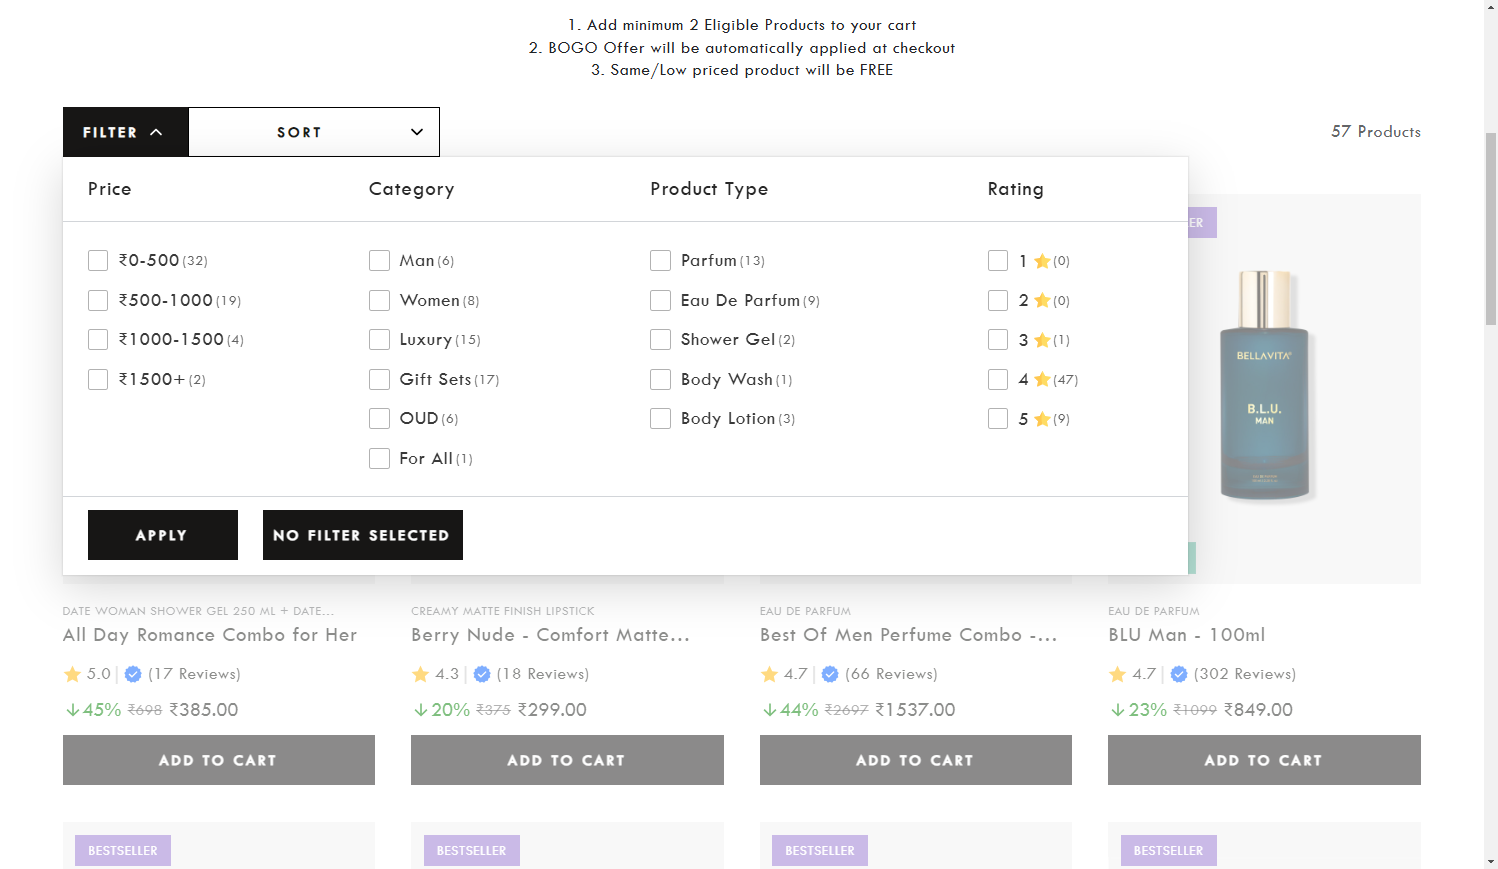 1. Add minimum 2 Eligible Products to your cart
2. BOGO Offer will be automatically applied at checkout
3. Same/Low priced product will be FREE
FILTER
SORT
57 Products
Price
Category
Product Type
Rating
₹0-500 (32)
Man (6)
Parfum (13)
1 (0)
₹500-1000 (19)
Women (8)
Eau De Parfum (9)
2 (0)
₹1000-1500 (4)
Luxury (15)
Shower Gel (2)
3 (1)
₹1500+ (2)
Gift Sets (17)
Body Wash (1)
4 (47)
OUD (6)
Body Lotion (3)
5 (9)
For All (1)
APPLY
NO FILTER SELECTED
BELLAVITA
B.L.U.
MAN
DATE WOMAN SHOWER GEL 250 ML + DATE...
All Day Romance Combo for Her
5.0 | (17 Reviews)
45% ₹698 ₹385.00
ADD TO CART
CREAMY MATTE FINISH LIPSTICK
Berry Nude - Comfort Matte...
4.3 | (18 Reviews)
20% ₹375 ₹299.00
ADD TO CART
EAU DE PARFUM
Best Of Men Perfume Combo -...
4.7 | (66 Reviews)
44% ₹2697 ₹1537.00
ADD TO CART
EAU DE PARFUM
BLU Man - 100ml
4.7 | (302 Reviews)
23% ₹1099 ₹849.00
ADD TO CART
BESTSELLER
BESTSELLER
BESTSELLER
BESTSELLER